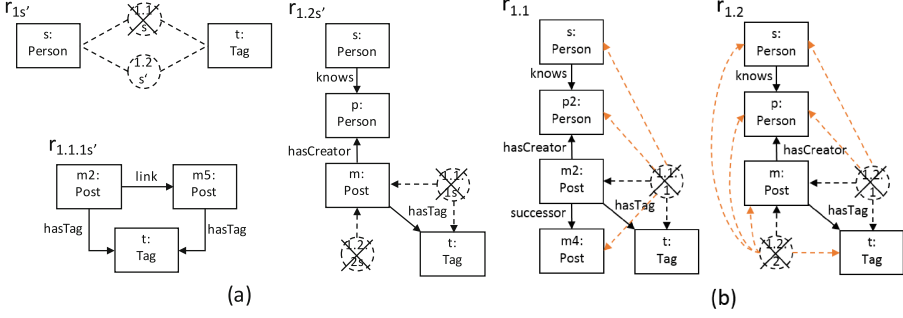 r1s'
s:
Person
1.1
s
1.2
s'
t:
Tag
r1.1.1s'
m2:
Post
link
m5:
Post
hasTag
hasTag
t:
Tag
(a)
r1.2s'
s:
Person
knows
p:
Person
hasCreator
m:
Post
1.1.
1s
hasTag
1.2.
2s
t:
Tag
r1.1
s:
Person
knows
p2:
Person
hasCreator
m2:
Post
1.1.
1
hasTag
successor
m4:
Post
t:
Tag
(b)
r1.2
s:
Person
knows
p:
Person
hasCreator
m:
Post
1.2.
1
hasTag
1.2.
2
t:
Tag